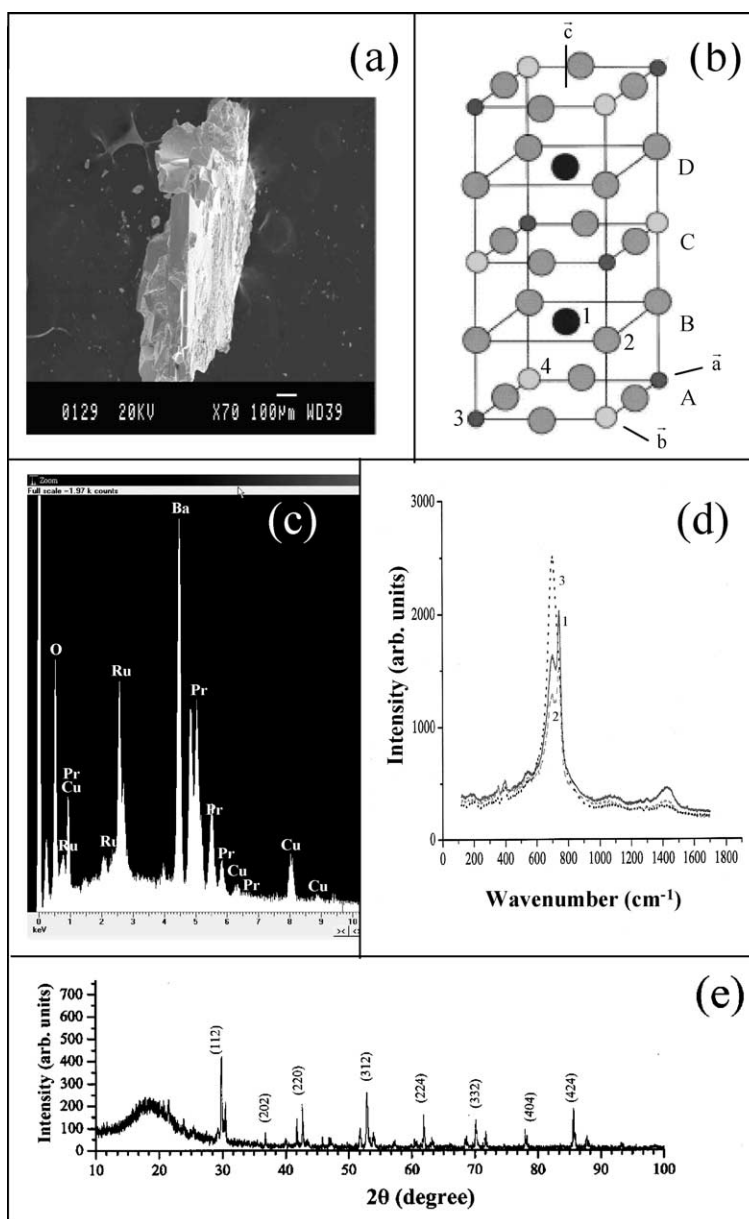 (a)
0129 20KV X70 100µm WD39
(b)
c⃗
D
C
1
B
2
4
a⃗
A
3
b⃗
Zoom
Full scale =1.97 k counts
(c)
Ba
O
Ru
Pr
Pr
Cu
Pr
Ru
Ru
Pr
Cu
Cu
Pr
Cu
0 1 2 3 4 5 6 7 8 9 10
keV
(d)
Intensity (arb. units)
3000
2000
1000
0
3
1
2
0 200 400 600 800 1000 1200 1400 1600 1800
Wavenumber (cm-1)
(e)
Intensity (arb. units)
700
600
500
400
300
200
100
0
(112)
(202)
(220)
(312)
(224)
(332)
(404)
(424)
10 20 30 40 50 60 70 80 90 100
2θ (degree)